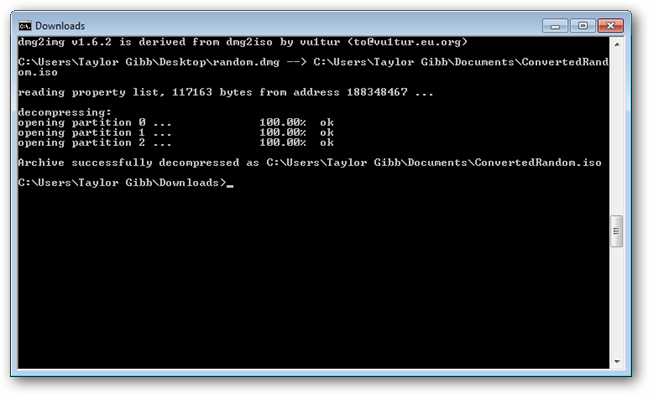 Downloads
dmg2img v1.6.2 is derived from dmg2iso by vu1tur (to@vu1tur.eu.org)
C:\Users\Taylor Gibb\Desktop\random.dmg --> C:\Users\Taylor Gibb\Documents\ConvertedRand
om.iso
reading property list, 117163 bytes from address 188348467 ...
decompressing:
opening partition 0 ...             100.00%  ok
opening partition 1 ...             100.00%  ok
opening partition 2 ...             100.00%  ok
Archive successfully decompressed as C:\Users\Taylor Gibb\Documents\ConvertedRandom.iso
C:\Users\Taylor Gibb\Downloads>_